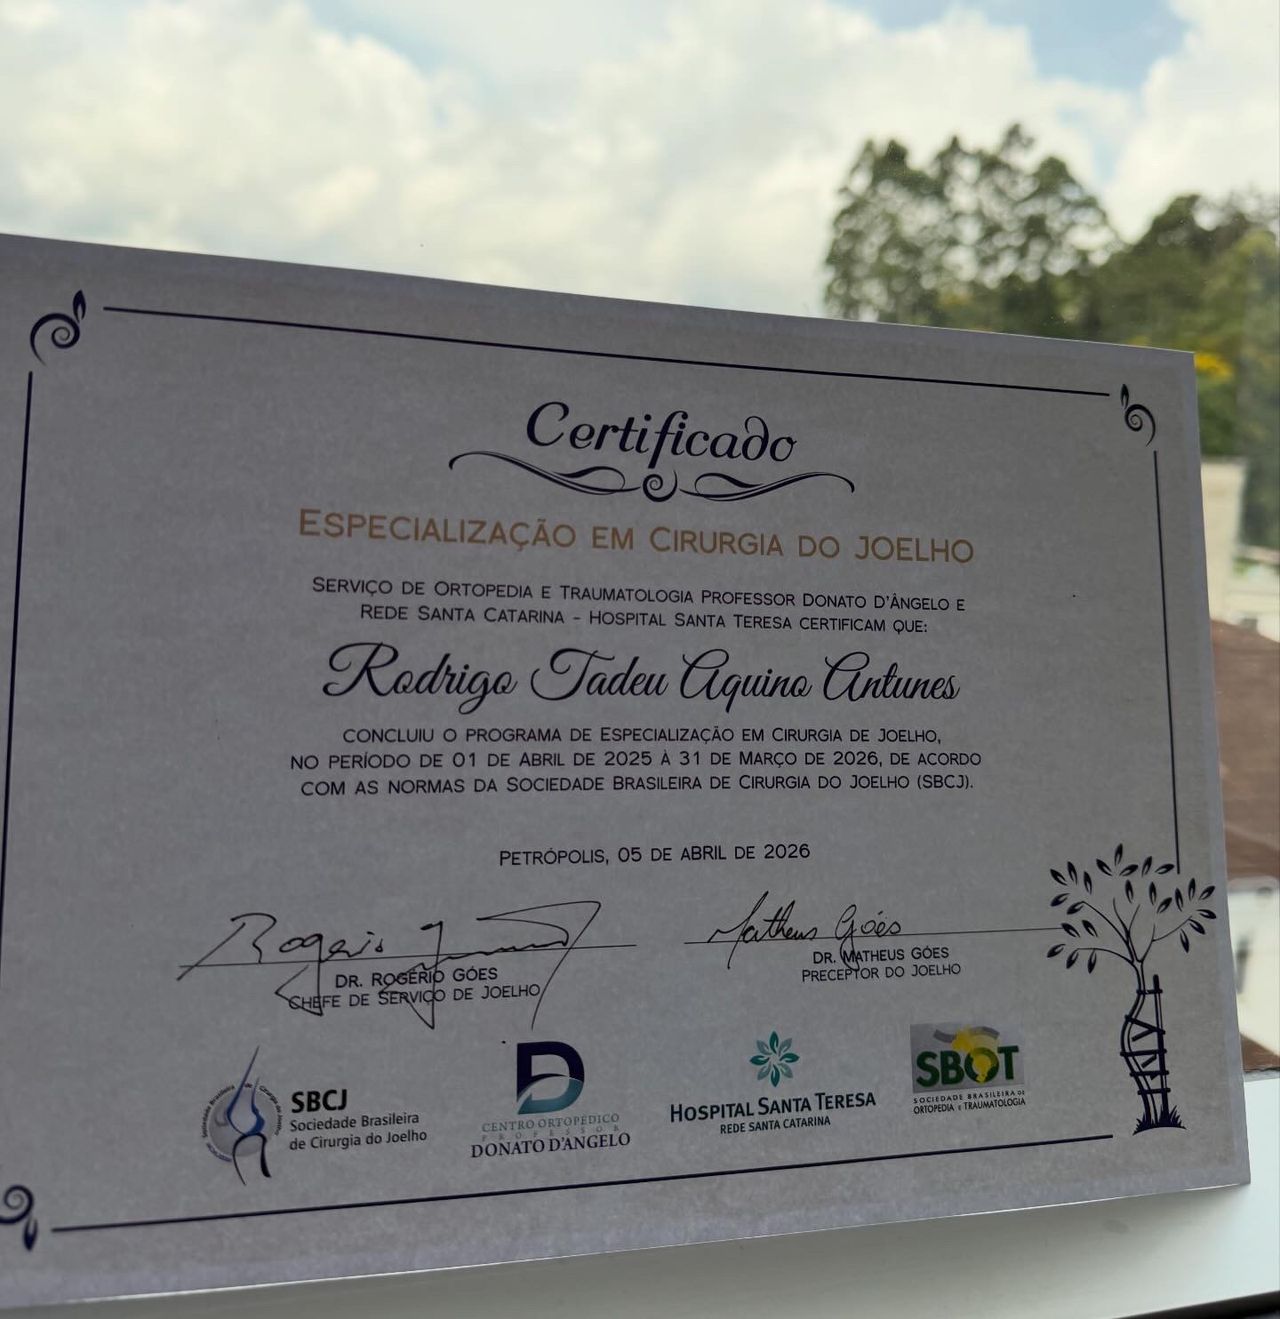 Certificado
ESPECIALIZAÇÃO EM CIRURGIA DO JOELHO
SERVIÇO DE ORTOPEDIA E TRAUMATOLOGIA PROFESSOR DONATO D'ÂNGELO E
REDE SANTA CATARINA - HOSPITAL SANTA TERESA CERTIFICAM QUE:
Rodrigo Tadeu Aquino Antunes
CONCLUIU O PROGRAMA DE ESPECIALIZAÇÃO EM CIRURGIA DE JOELHO,
NO PERÍODO DE 01 DE ABRIL DE 2025 À 31 DE MARÇO DE 2026, DE ACORDO
COM AS NORMAS DA SOCIEDADE BRASILEIRA DE CIRURGIA DO JOELHO (SBCJ).
PETRÓPOLIS, 05 DE ABRIL DE 2026
Matheus Góes
DR. ROGÉRIO GÓES
CHEFE DE SERVIÇO DE JOELHO
DR. MATHEUS GÓES
PRECEPTOR DO JOELHO
SBCJ
Sociedade Brasileira
de Cirurgia do Joelho
CENTRO ORTOPÉDICO
PROFESSOR
DONATO D'ÂNGELO
HOSPITAL SANTA TERESA
REDE SANTA CATARINA
SBOT
SOCIEDADE BRASILEIRA DE
ORTOPEDIA E TRAUMATOLOGIA